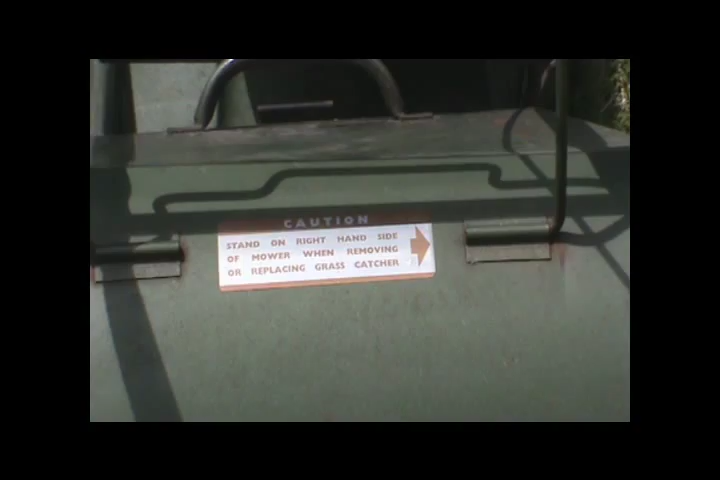 CAUTION
STAND ON RIGHT HAND SIDE
OF MOWER WHEN REMOVING
OR REPLACING GRASS CATCHER